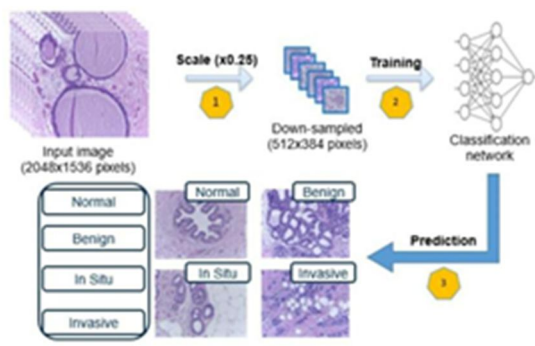 Scale (x0.25)
1
Training
2
Input image
(2048x1536 pixels)
Down-sampled
(512x384 pixels)
Classification
network
Normal
Benign
In Situ
Invasive
Normal
Benign
In Situ
Invasive
Prediction
3